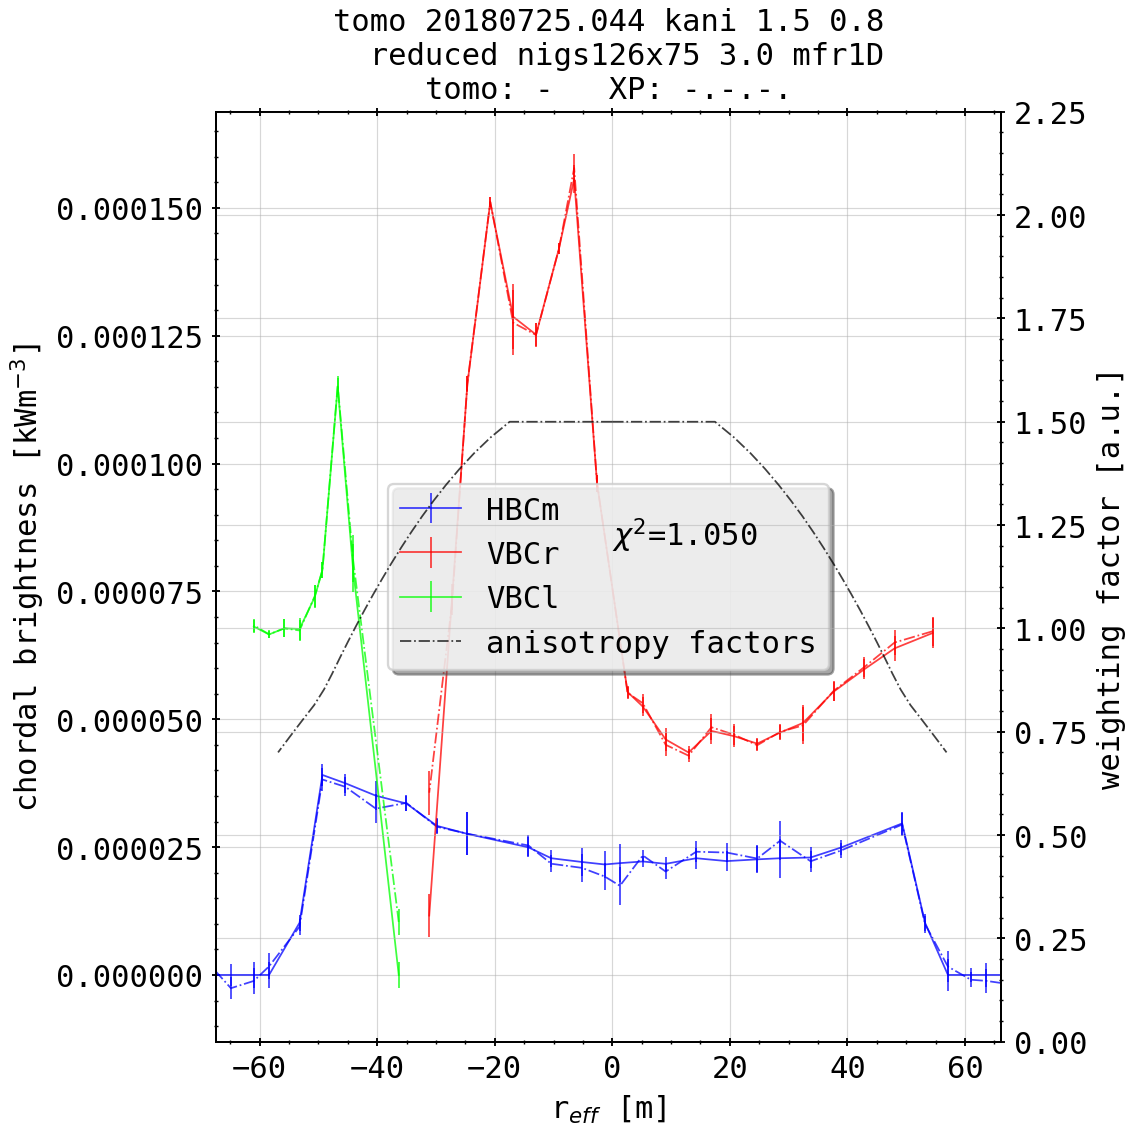 tomo 20180725.044 kani 1.5 0.8
reduced nigs126x75 3.0 mfr1D
tomo: -   XP: -.-.-.
chordal brightness [kWm⁻³]
0.000150
0.000125
0.000100
0.000075
0.000050
0.000025
0.000000
HBCm
VBCr
VBCl
anisotropy factors
χ²=1.050
2.25
2.00
1.75
1.50
1.25
1.00
0.75
0.50
0.25
0.00
weighting factor [a.u.]
−60 −40 −20 0 20 40 60
r_eff [m]